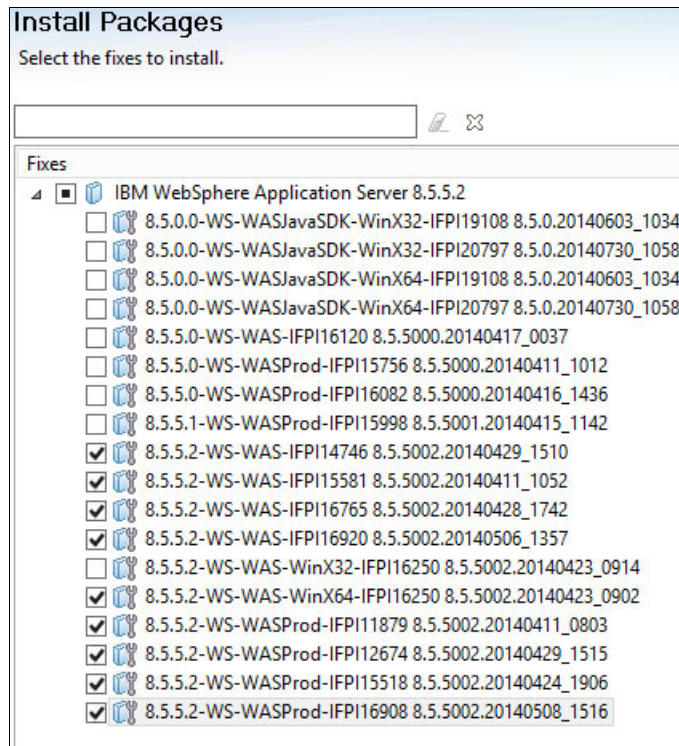 Install Packages
Select the fixes to install.
Fixes
IBM WebSphere Application Server 8.5.5.2
8.5.0.0-WS-WASJavaSDK-WinX32-IFPI19108 8.5.0.20140603_1034
8.5.0.0-WS-WASJavaSDK-WinX32-IFPI20797 8.5.0.20140730_1058
8.5.0.0-WS-WASJavaSDK-WinX64-IFPI19108 8.5.0.20140603_1034
8.5.0.0-WS-WASJavaSDK-WinX64-IFPI20797 8.5.0.20140730_1058
8.5.5.0-WS-WAS-IFPI16120 8.5.5000.20140417_0037
8.5.5.0-WS-WASProd-IFPI15756 8.5.5000.20140411_1012
8.5.5.0-WS-WASProd-IFPI16082 8.5.5000.20140416_1436
8.5.5.1-WS-WASProd-IFPI15998 8.5.5001.20140415_1142
8.5.5.2-WS-WAS-IFPI14746 8.5.5002.20140429_1510
8.5.5.2-WS-WAS-IFPI15581 8.5.5002.20140411_1052
8.5.5.2-WS-WAS-IFPI16765 8.5.5002.20140428_1742
8.5.5.2-WS-WAS-IFPI16920 8.5.5002.20140506_1357
8.5.5.2-WS-WAS-WinX32-IFPI16250 8.5.5002.20140423_0914
8.5.5.2-WS-WAS-WinX64-IFPI16250 8.5.5002.20140423_0902
8.5.5.2-WS-WASProd-IFPI11879 8.5.5002.20140411_0803
8.5.5.2-WS-WASProd-IFPI12674 8.5.5002.20140429_1515
8.5.5.2-WS-WASProd-IFPI15518 8.5.5002.20140424_1906
8.5.5.2-WS-WASProd-IFPI16908 8.5.5002.20140508_1516